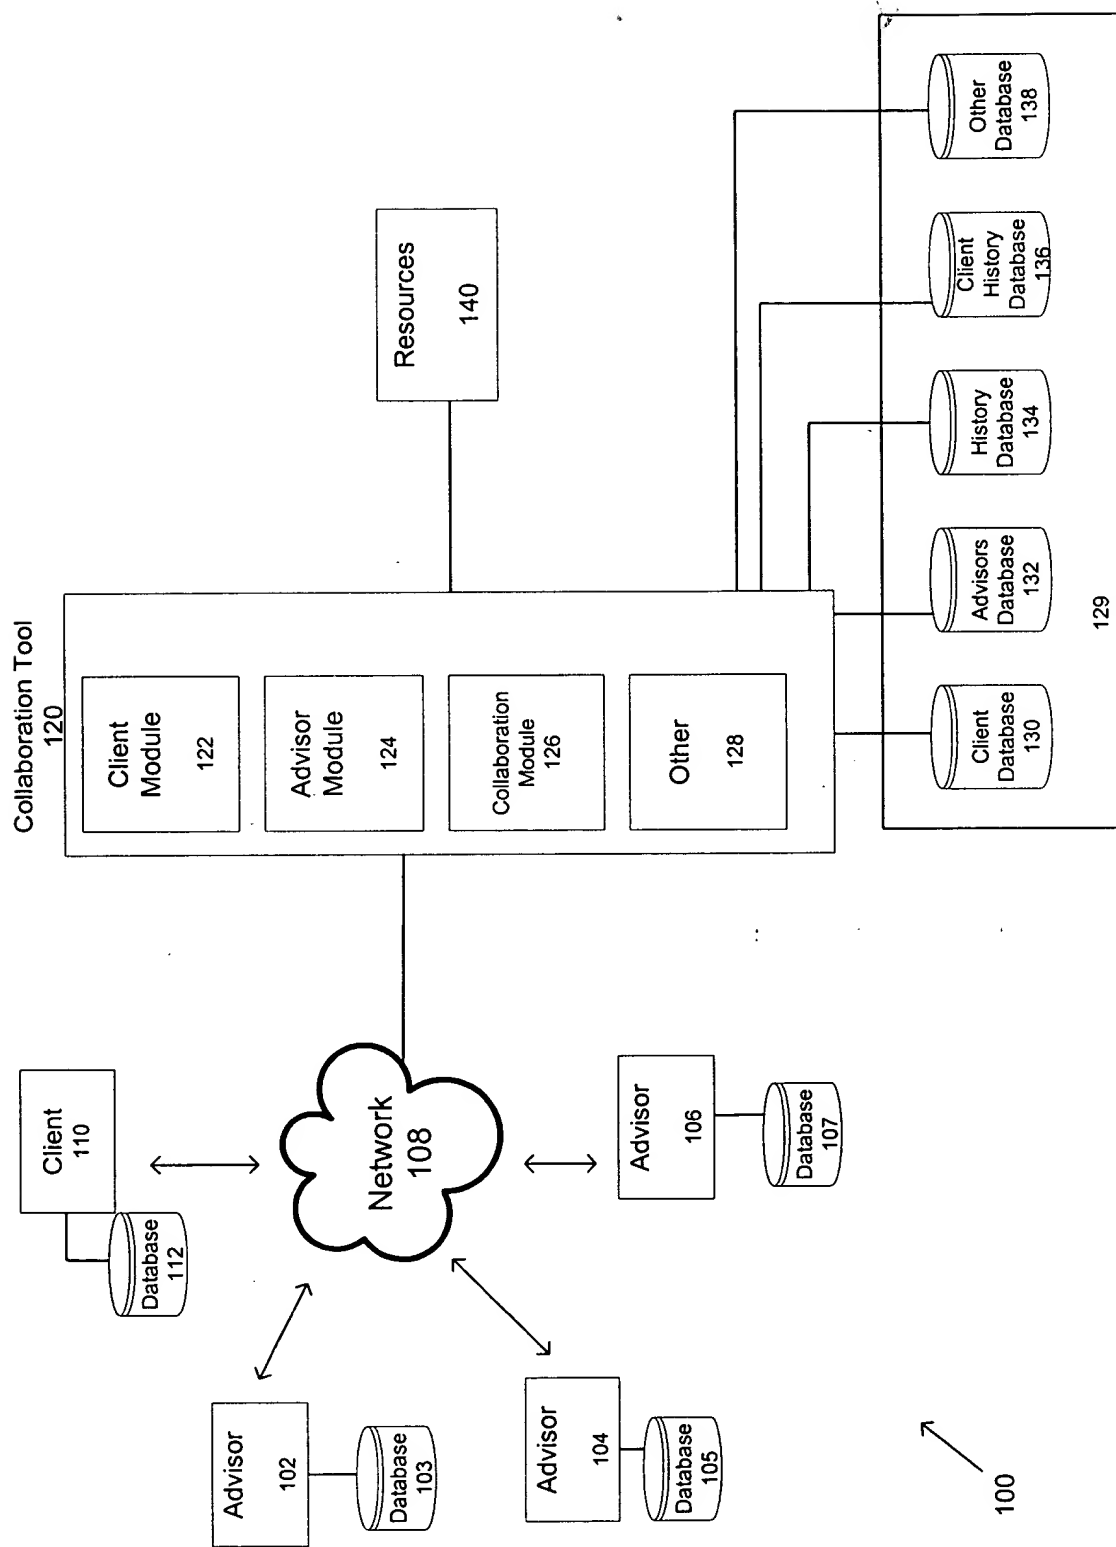 Collaboration Tool
120
Client
Module
122
Advisor
Module
124
Collaboration
Module
126
Other
128
Resources
140
Client
110
Database
112
Network
108
Advisor
102
Database
103
Advisor
104
Database
105
Advisor
106
Database
107
Client
Database
130
Advisors
Database
132
History
Database
134
Client
History
Database
136
Other
Database
138
129
100